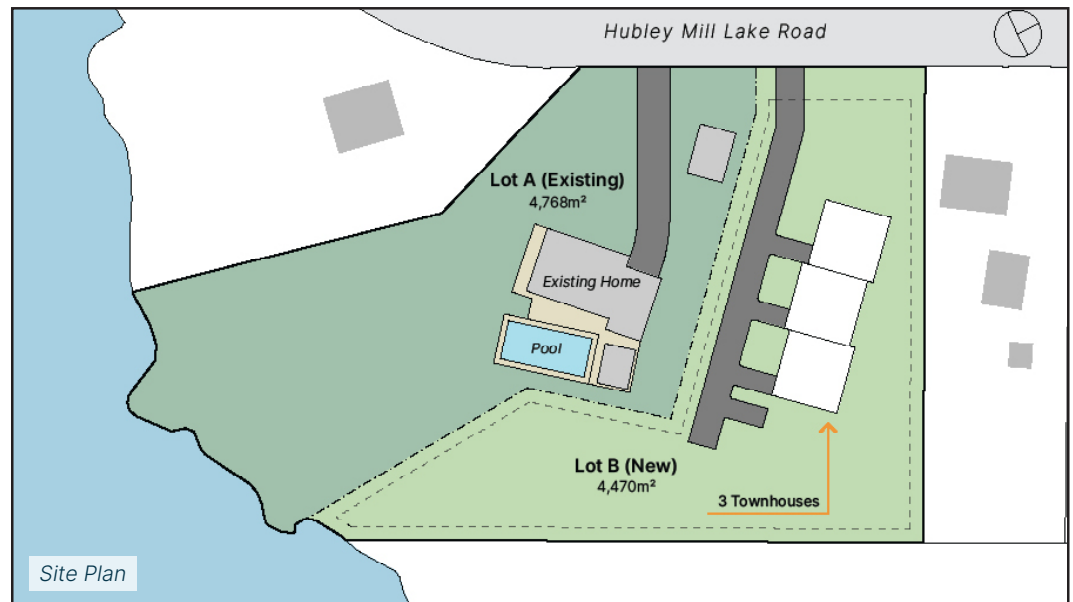 Hubley Mill Lake Road
Lot A (Existing)
4,768m²
Existing Home
Pool
Lot B (New)
4,470m²
3 Townhouses
Site Plan